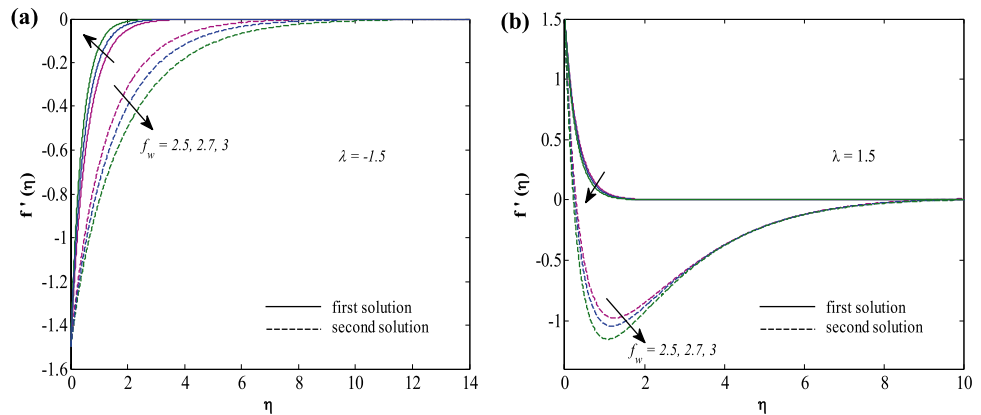 (a)
0
-0.2
-0.4
-0.6
-0.8
-1
-1.2
-1.4
-1.6
f ' (η)
f_w = 2.5, 2.7, 3
λ = -1.5
first solution
second solution
0 2 4 6 8 10 12 14
η
(b)
1.5
1
0.5
0
-0.5
-1
f ' (η)
λ = 1.5
first solution
second solution
f_w = 2.5, 2.7, 3
0 2 4 6 8 10
η